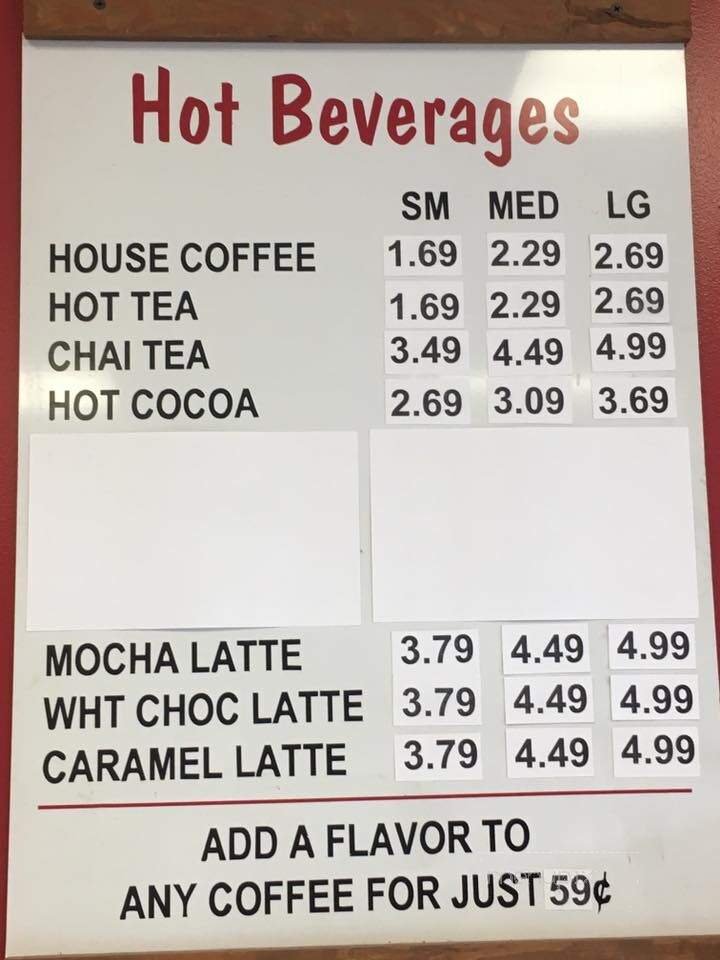 Hot Beverages
SM MED LG
HOUSE COFFEE 1.69 2.29 2.69
HOT TEA 1.69 2.29 2.69
CHAI TEA 3.49 4.49 4.99
HOT COCOA 2.69 3.09 3.69
MOCHA LATTE 3.79 4.49 4.99
WHT CHOC LATTE 3.79 4.49 4.99
CARAMEL LATTE 3.79 4.49 4.99
ADD A FLAVOR TO
ANY COFFEE FOR JUST 59¢